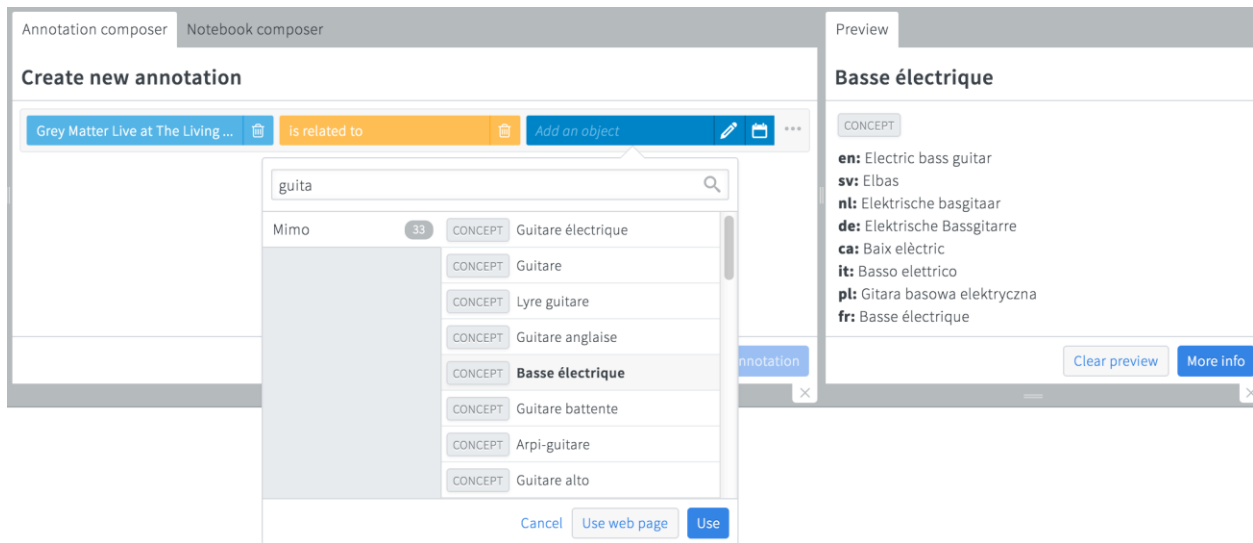 Annotation composer Notebook composer
Create new annotation
Grey Matter Live at The Living ... is related to Add an object
guita
Mimo 33
CONCEPT Guitare électrique
CONCEPT Guitare
CONCEPT Lyre guitare
CONCEPT Guitare anglaise
CONCEPT Basse électrique
CONCEPT Guitare battente
CONCEPT Arpi-guitare
CONCEPT Guitare alto
nnotation
Cancel Use web page Use
Preview
Basse électrique
CONCEPT
en: Electric bass guitar
sv: Elbas
nl: Elektrische basgitaar
de: Elektrische Bassgitarre
ca: Baix elèctric
it: Basso elettrico
pl: Gitara basowa elektryczna
fr: Basse électrique
Clear preview More info